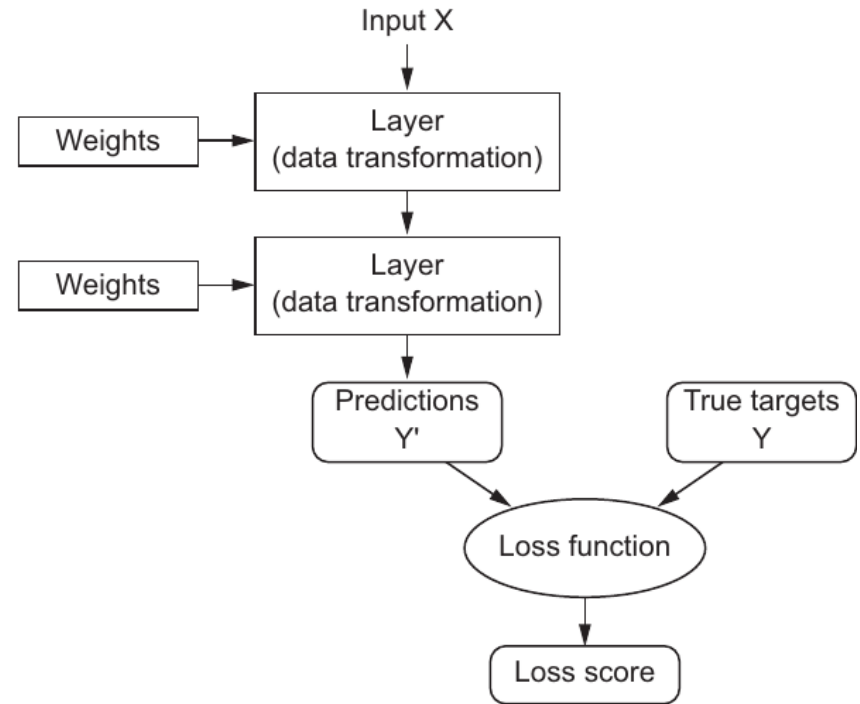 Input X
Weights
Layer
(data transformation)
Weights
Layer
(data transformation)
Predictions
Y'
True targets
Y
Loss function
Loss score